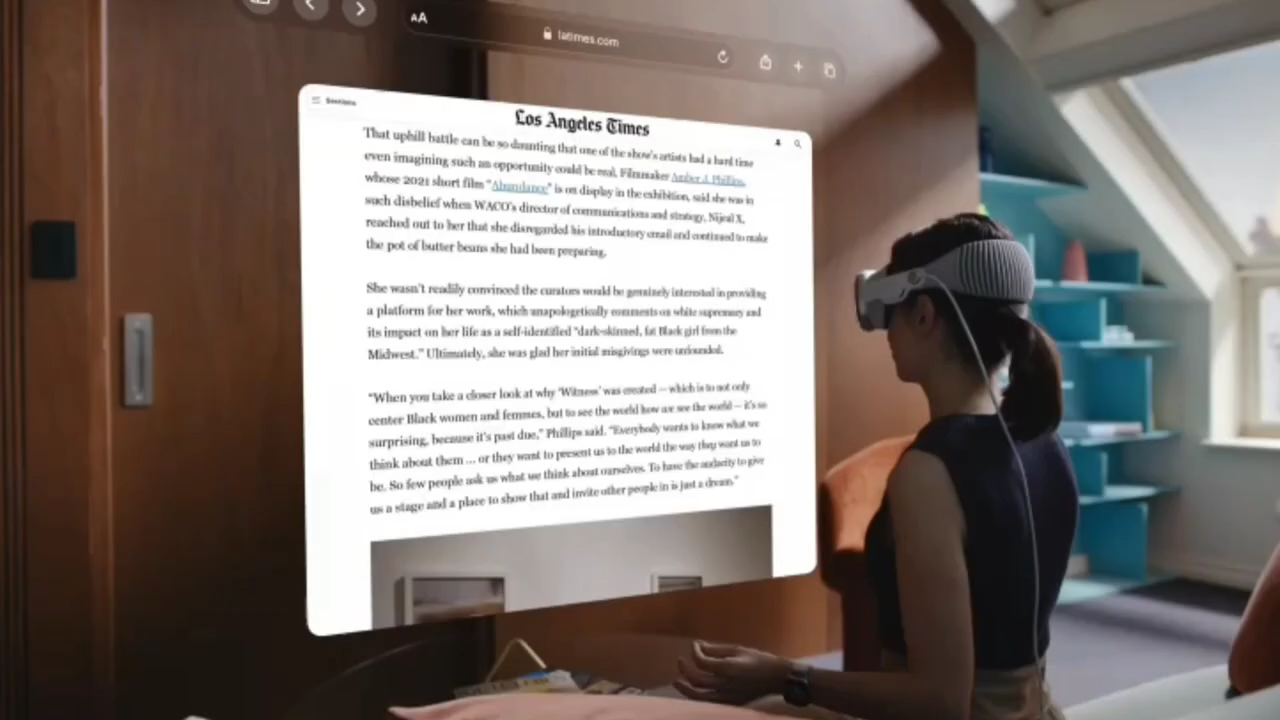 AA
latimes.com
Sections
Los Angeles Times
That uphill battle can be so daunting that one of the show's artists had a hard time
even imagining such an opportunity could be real. Filmmaker Amber J. Phillips,
whose 2021 short film “Abundance” is on display in the exhibition, said she was in
such disbelief when WACO's director of communications and strategy, Nijeul X,
reached out to her that she disregarded his introductory email and continued to make
the pot of butter beans she had been preparing.
She wasn't readily convinced the curators would be genuinely interested in providing
a platform for her work, which unapologetically comments on white supremacy and
its impact on her life as a self-identified “dark-skinned, fat Black girl from the
Midwest.” Ultimately, she was glad her initial misgivings were unfounded.
“When you take a closer look at why ‘Witness’ was created — which is to not only
center Black women and femmes, but to see the world how we see the world — it's so
surprising, because it's past due,” Phillips said. “Everybody wants to know what we
think about them ... or they want to present us to the world the way they want us to
be. So few people ask us what we think about ourselves. To have the audacity to give
us a stage and a place to show that and invite other people in is just a dream.”